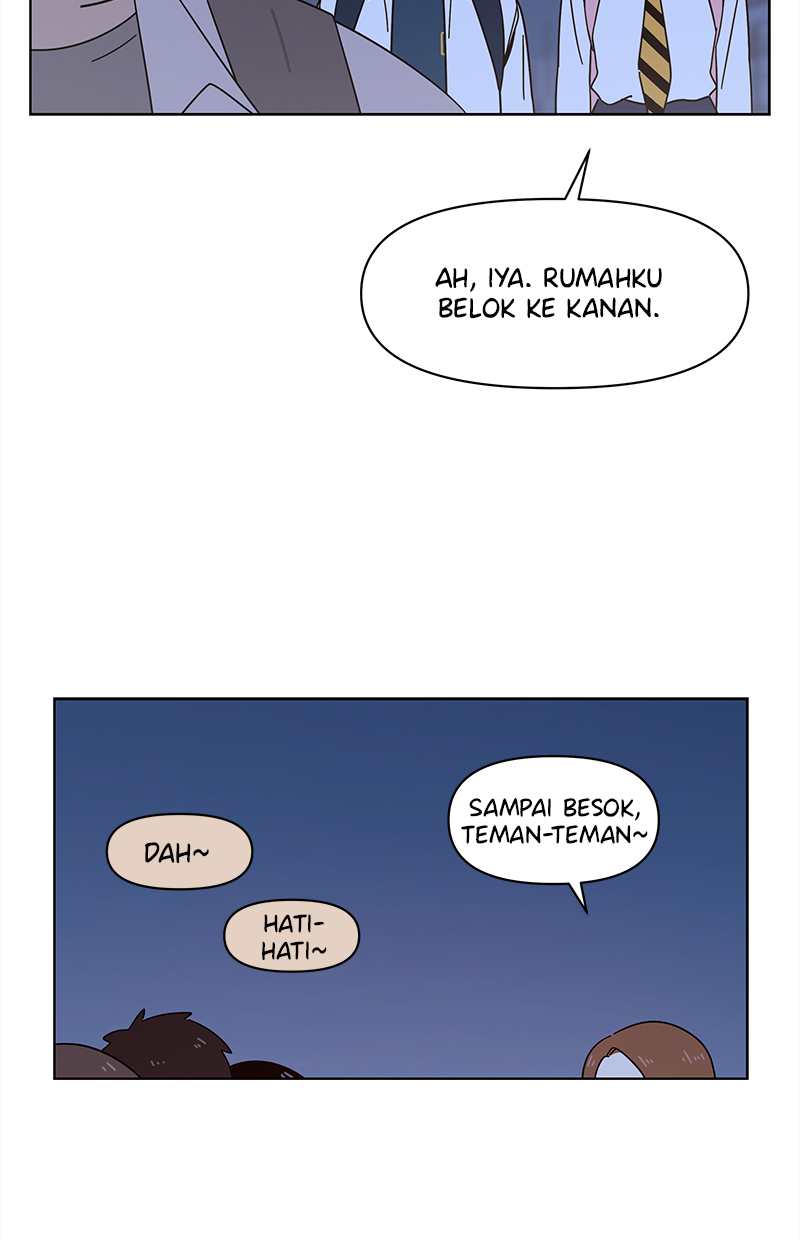 AH, IYA. RUMAHKU
BELOK KE KANAN.
SAMPAI BESOK,
TEMAN-TEMAN~
DAH~
HATI-
HATI~